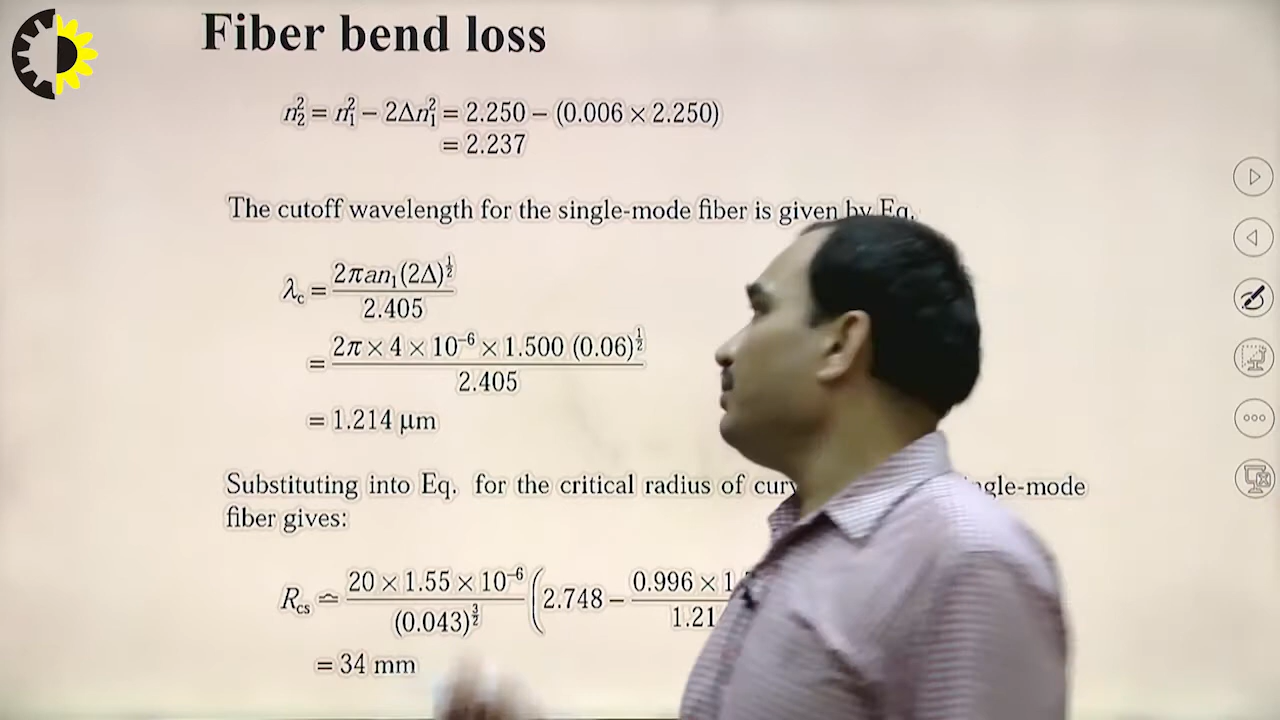 Fiber bend loss
n₂² = n₁² − 2Δn₁² = 2.250 − (0.006 × 2.250)
= 2.237
The cutoff wavelength for the single-mode fiber is given by Eq.
λc = 2πan₁(2Δ)^½ / 2.405
= 2π × 4 × 10⁻⁶ × 1.500 (0.06)^½ / 2.405
= 1.214 μm
Substituting into Eq. for the critical radius of ngle-mode
fiber gives:
Rcs ≏ 20 × 1.55 × 10⁻⁶ / (0.043)^³⁄₂ (2.748 − 0.996 × 1. / 1.21
= 34 mm